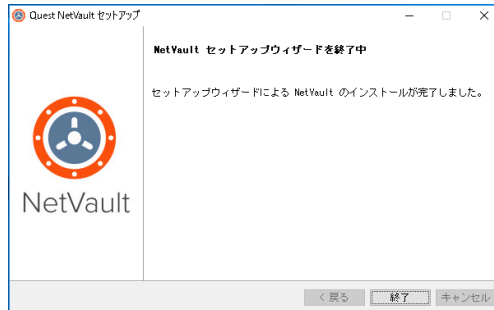 Quest NetVault セットアップ
NetVault セットアップウィザードを終了中
セットアップウィザードによる NetVault のインストールが完了しました。
NetVault
< 戻る
終了
キャンセル